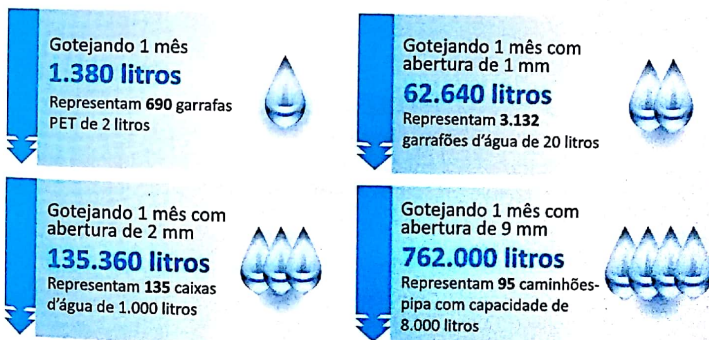 Gotejando 1 mês
1.380 litros
Representam 690 garrafas
PET de 2 litros
Gotejando 1 mês com
abertura de 1 mm
62.640 litros
Representam 3.132
garrafões d'água de 20 litros
Gotejando 1 mês com
abertura de 2 mm
135.360 litros
Representam 135 caixas
d'água de 1.000 litros
Gotejando 1 mês com
abertura de 9 mm
762.000 litros
Representam 95 caminhões-
pipa com capacidade de
8.000 litros